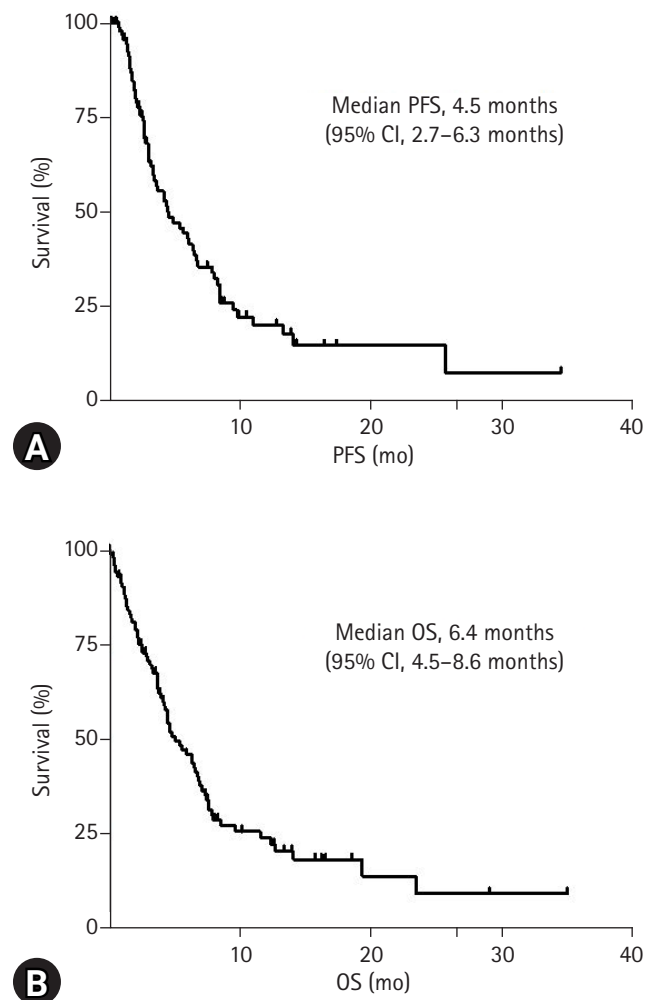 100
75
50
25
0
Survival (%)
Median PFS, 4.5 months
(95% CI, 2.7–6.3 months)
10
20
30
40
PFS (mo)
A
100
75
50
25
0
Survival (%)
Median OS, 6.4 months
(95% CI, 4.5–8.6 months)
10
20
30
40
OS (mo)
B